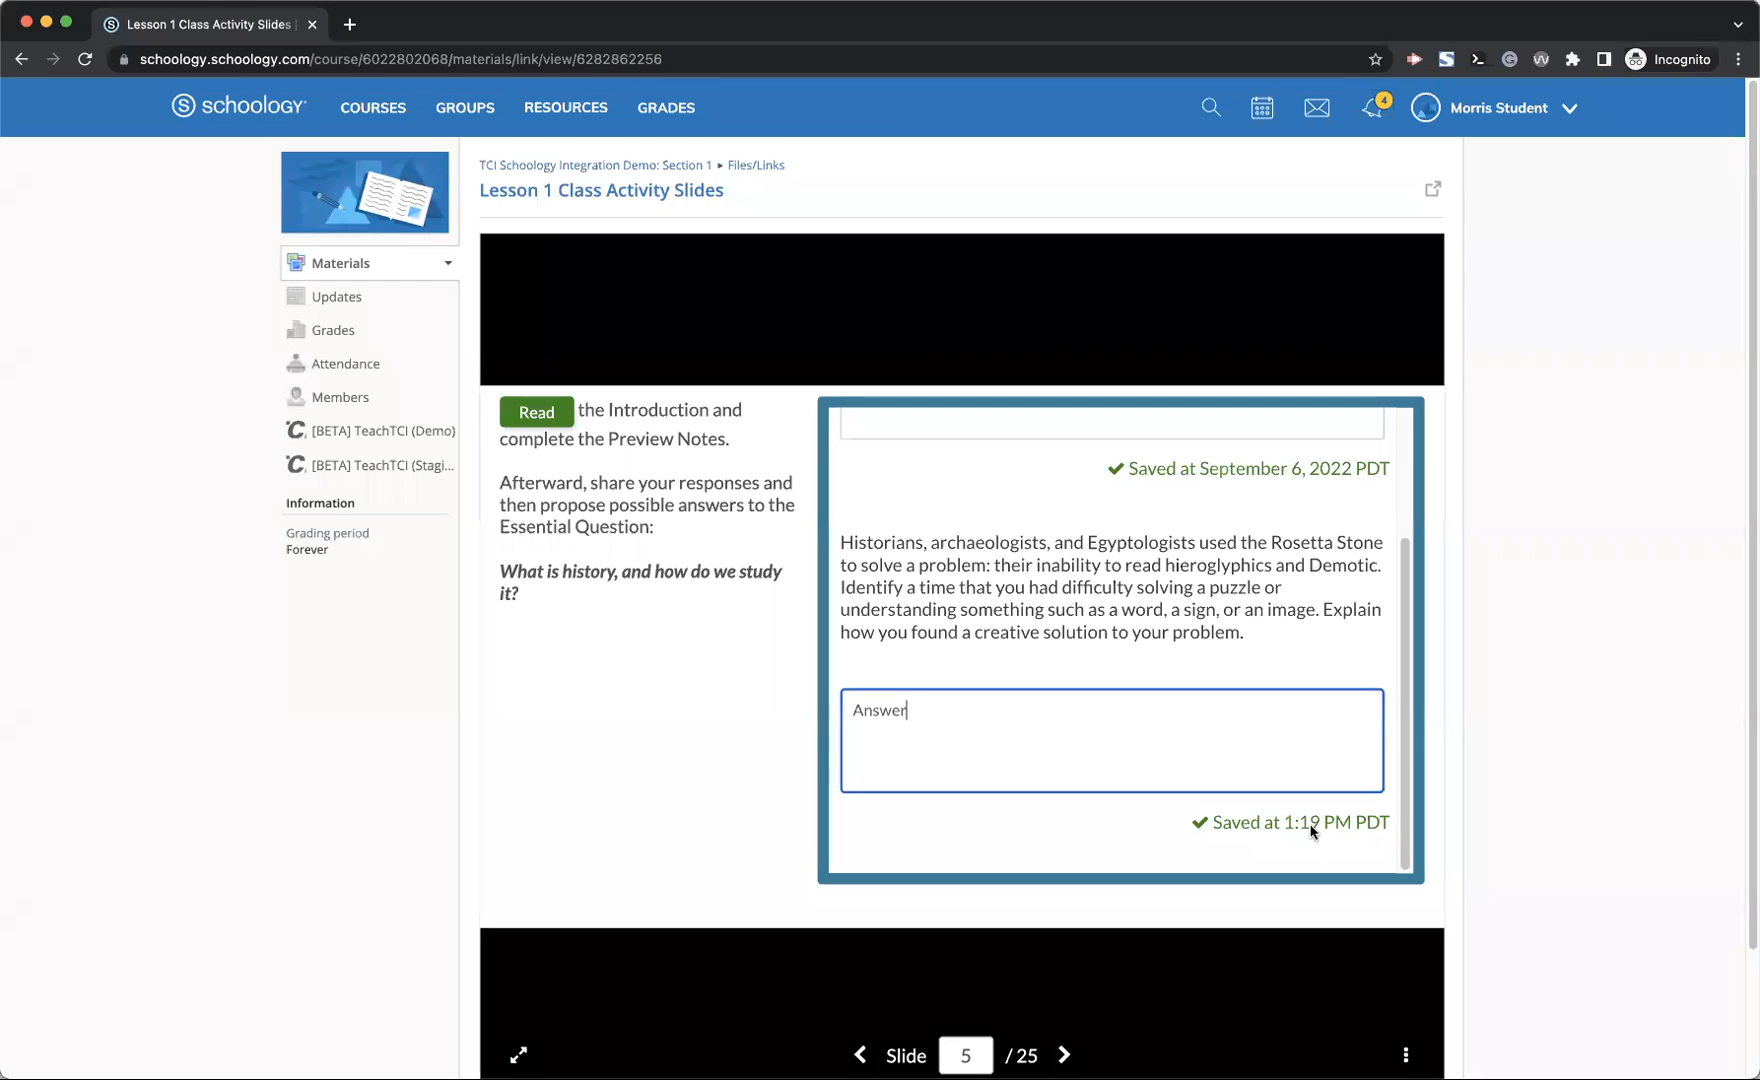 Lesson 1 Class Activity Slides
schoology.schoology.com/course/6022802068/materials/link/view/6282862256
Incognito
schoology
COURSES
GROUPS
RESOURCES
GRADES
4
Morris Student
TCI Schoology Integration Demo: Section 1 ▸ Files/Links
Lesson 1 Class Activity Slides
Materials
Updates
Grades
Attendance
Members
[BETA] TeachTCI (Demo)
[BETA] TeachTCI (Stagi...
Information
Grading period
Forever
Read the Introduction and
complete the Preview Notes.
Afterward, share your responses and
then propose possible answers to the
Essential Question:
What is history, and how do we study
it?
Saved at September 6, 2022 PDT
Historians, archaeologists, and Egyptologists used the Rosetta Stone
to solve a problem: their inability to read hieroglyphics and Demotic.
Identify a time that you had difficulty solving a puzzle or
understanding something such as a word, a sign, or an image. Explain
how you found a creative solution to your problem.
Answer
Saved at 1:19 PM PDT
Slide 5 / 25